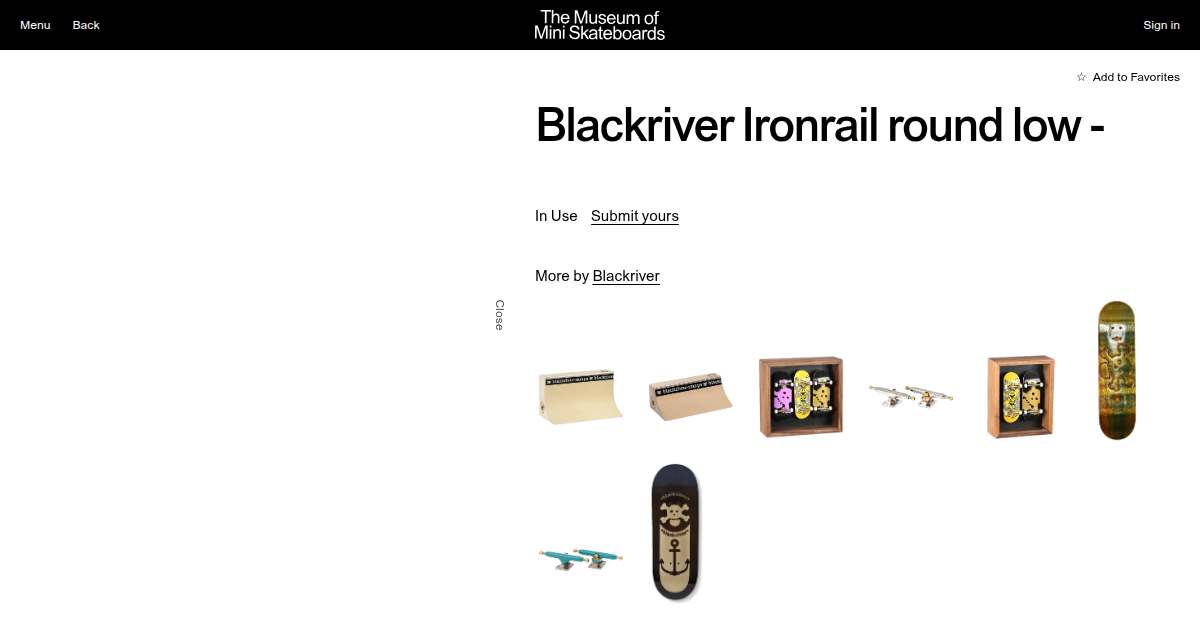 Menu
Back
The Museum of
Mini Skateboards
Sign in
☆ Add to Favorites
Blackriver Ironrail round low -
In Use
Submit yours
More by Blackriver
Close